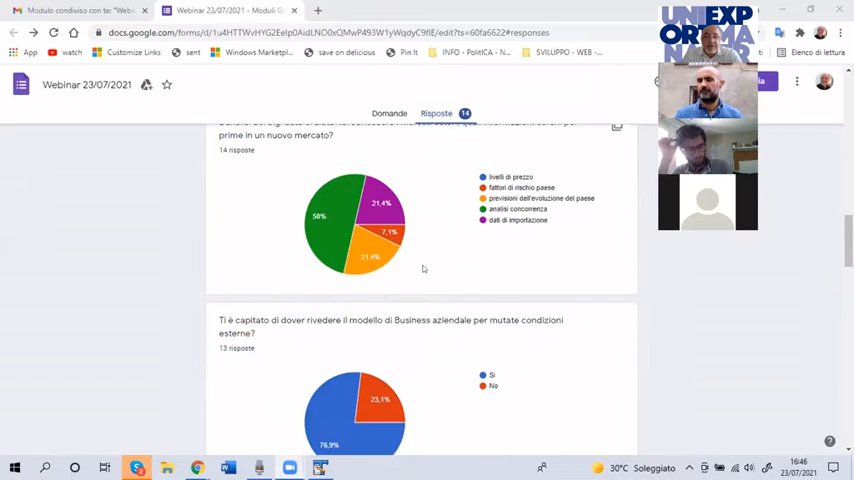 Modulo condiviso con te: "Webi
Webinar 23/07/2021 - Moduli G
docs.google.com/forms/d/
edit?ts=60fa6622#responses
App
watch
Customize Links
Windows Marketpl...
save on delicious
Pin It
INFO - PolitICA - N...
SVILUPPO - WEB -...
Elenco di lettura
UNIEXP
ORT MA
NA
Webinar 23/07/2021
ia
Domande
Risposte 14
prime in un nuovo mercato?
14 risposte
21,4%
50%
7,1%
21,4%
livelli di prezzo
fattori di rischio paese
previsioni dell'evoluzione del paese
analisi concorrenza
dati di importazione
Ti è capitato di dover rivedere il modello di Business aziendale per mutate condizioni
esterne?
13 risposte
23,1%
76,9%
Si
No
30°C Soleggiato
16:46
23/07/2021